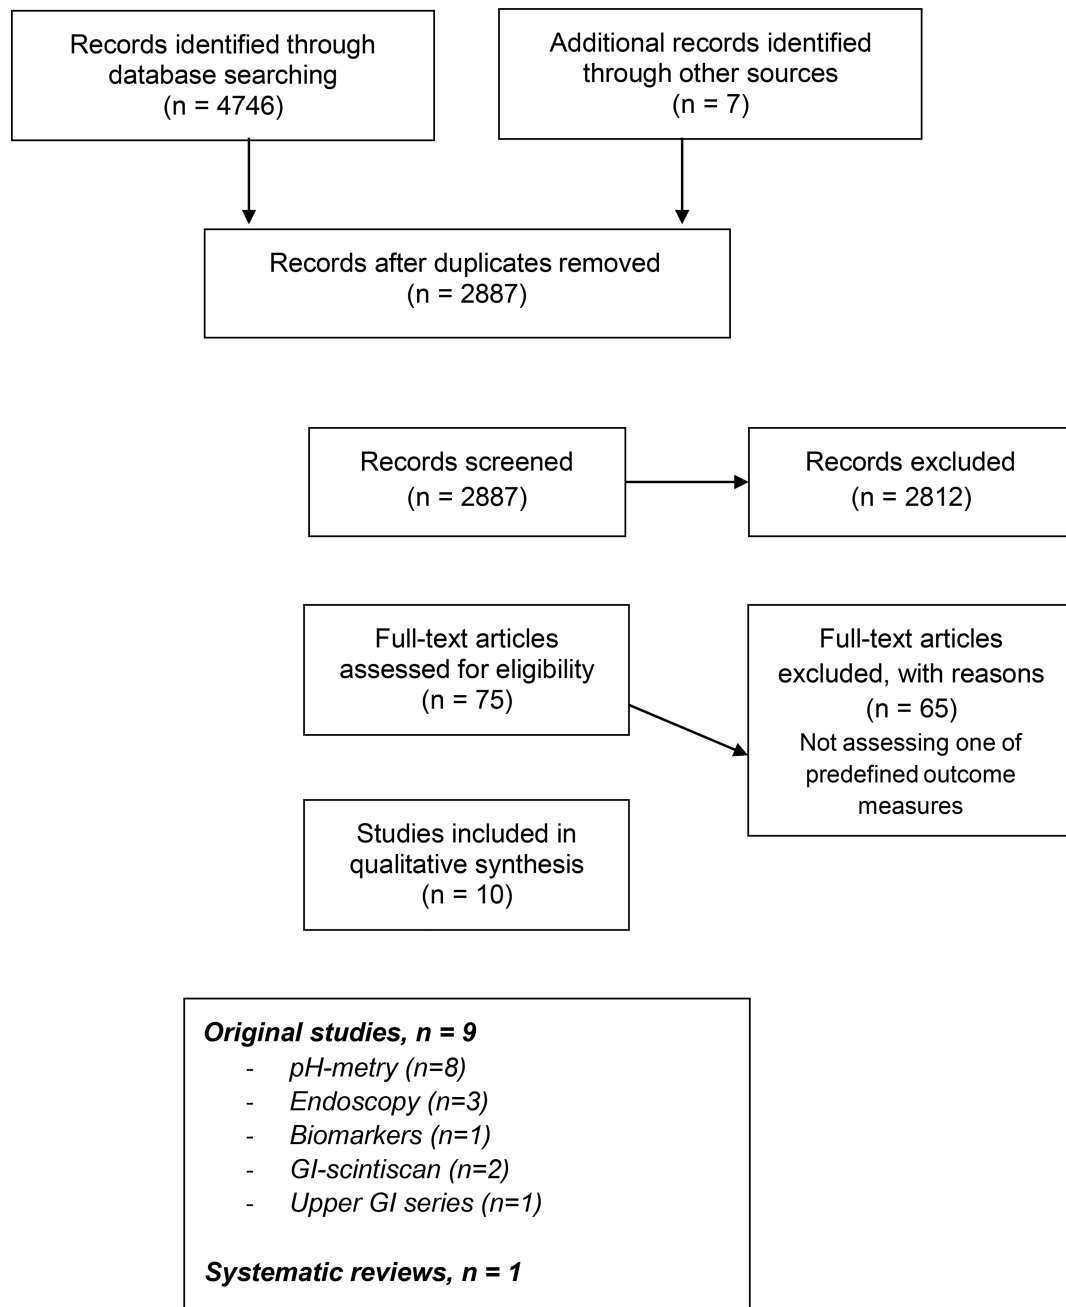 Records identified through
database searching
(n = 4746)
Additional records identified
through other sources
(n = 7)
Records after duplicates removed
(n = 2887)
Records screened
(n = 2887)
Records excluded
(n = 2812)
Full-text articles
assessed for eligibility
(n = 75)
Full-text articles
excluded, with reasons
(n = 65)
Not assessing one of
predefined outcome
measures
Studies included in
qualitative synthesis
(n = 10)
Original studies, n = 9
- pH-metry (n=8)
- Endoscopy (n=3)
- Biomarkers (n=1)
- GI-scintiscan (n=2)
- Upper GI series (n=1)
Systematic reviews, n = 1